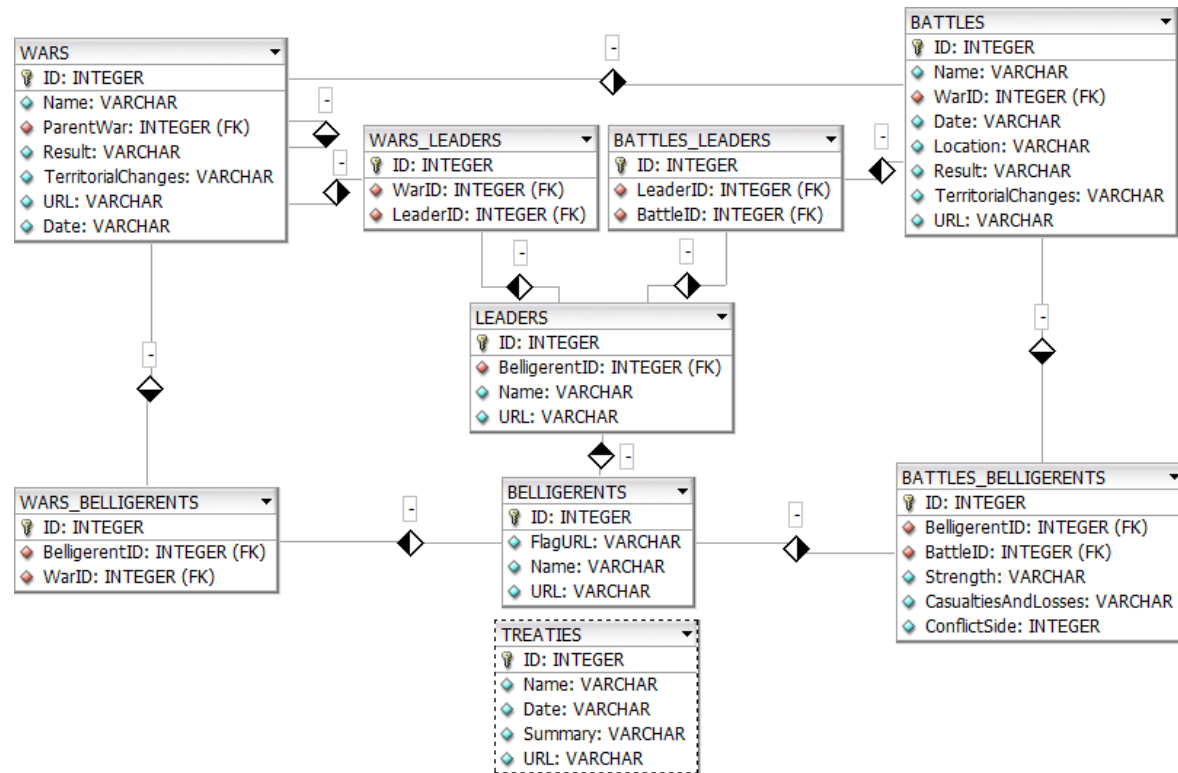 WARS
ID: INTEGER
Name: VARCHAR
ParentWar: INTEGER (FK)
Result: VARCHAR
TerritorialChanges: VARCHAR
URL: VARCHAR
Date: VARCHAR
-
-
-
WARS_LEADERS
ID: INTEGER
WarID: INTEGER (FK)
LeaderID: INTEGER (FK)
BATTLES_LEADERS
ID: INTEGER
LeaderID: INTEGER (FK)
BattleID: INTEGER (FK)
-
BATTLES
ID: INTEGER
Name: VARCHAR
WarID: INTEGER (FK)
Date: VARCHAR
Location: VARCHAR
Result: VARCHAR
TerritorialChanges: VARCHAR
URL: VARCHAR
-
-
LEADERS
ID: INTEGER
BelligerentID: INTEGER (FK)
Name: VARCHAR
URL: VARCHAR
-
-
-
WARS_BELLIGERENTS
ID: INTEGER
BelligerentID: INTEGER (FK)
WarID: INTEGER (FK)
-
BELLIGERENTS
ID: INTEGER
FlagURL: VARCHAR
Name: VARCHAR
URL: VARCHAR
-
BATTLES_BELLIGERENTS
ID: INTEGER
BelligerentID: INTEGER (FK)
BattleID: INTEGER (FK)
Strength: VARCHAR
CasualtiesAndLosses: VARCHAR
ConflictSide: INTEGER
TREATIES
ID: INTEGER
Name: VARCHAR
Date: VARCHAR
Summary: VARCHAR
URL: VARCHAR